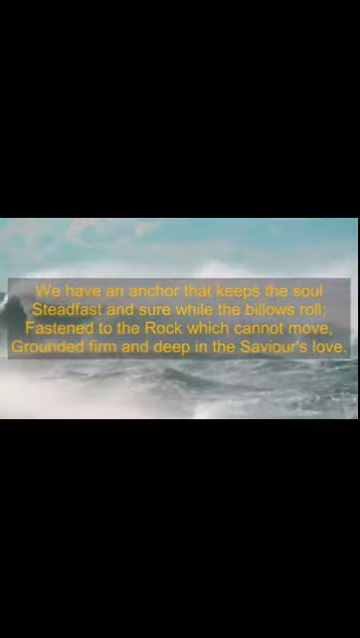 We have an anchor that keeps the soul
Steadfast and sure while the billows roll;
Fastened to the Rock which cannot move,
Grounded firm and deep in the Saviour's love.